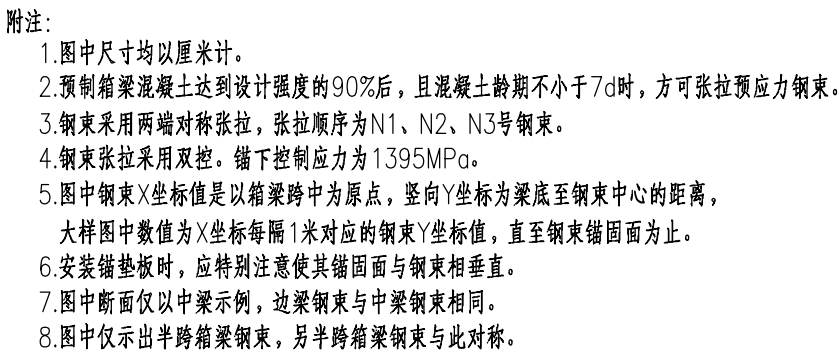 附注：
1.图中尺寸均以厘米计。
2.预制箱梁混凝土达到设计强度的90%后，且混凝土龄期不小于7d时，方可张拉预应力钢束。
3.钢束采用两端对称张拉，张拉顺序为N1、N2、N3号钢束。
4.钢束张拉采用双控。锚下控制应力为1395MPa。
5.图中钢束X坐标值是以箱梁跨中为原点，竖向Y坐标为梁底至钢束中心的距离，
大样图中数值为X坐标每隔1米对应的钢束Y坐标值，直至钢束锚固面为止。
6.安装锚垫板时，应特别注意使其锚固面与钢束相垂直。
7.图中断面仅以中梁示例，边梁钢束与中梁钢束相同。
8.图中仅示出半跨箱梁钢束，另半跨箱梁钢束与此对称。